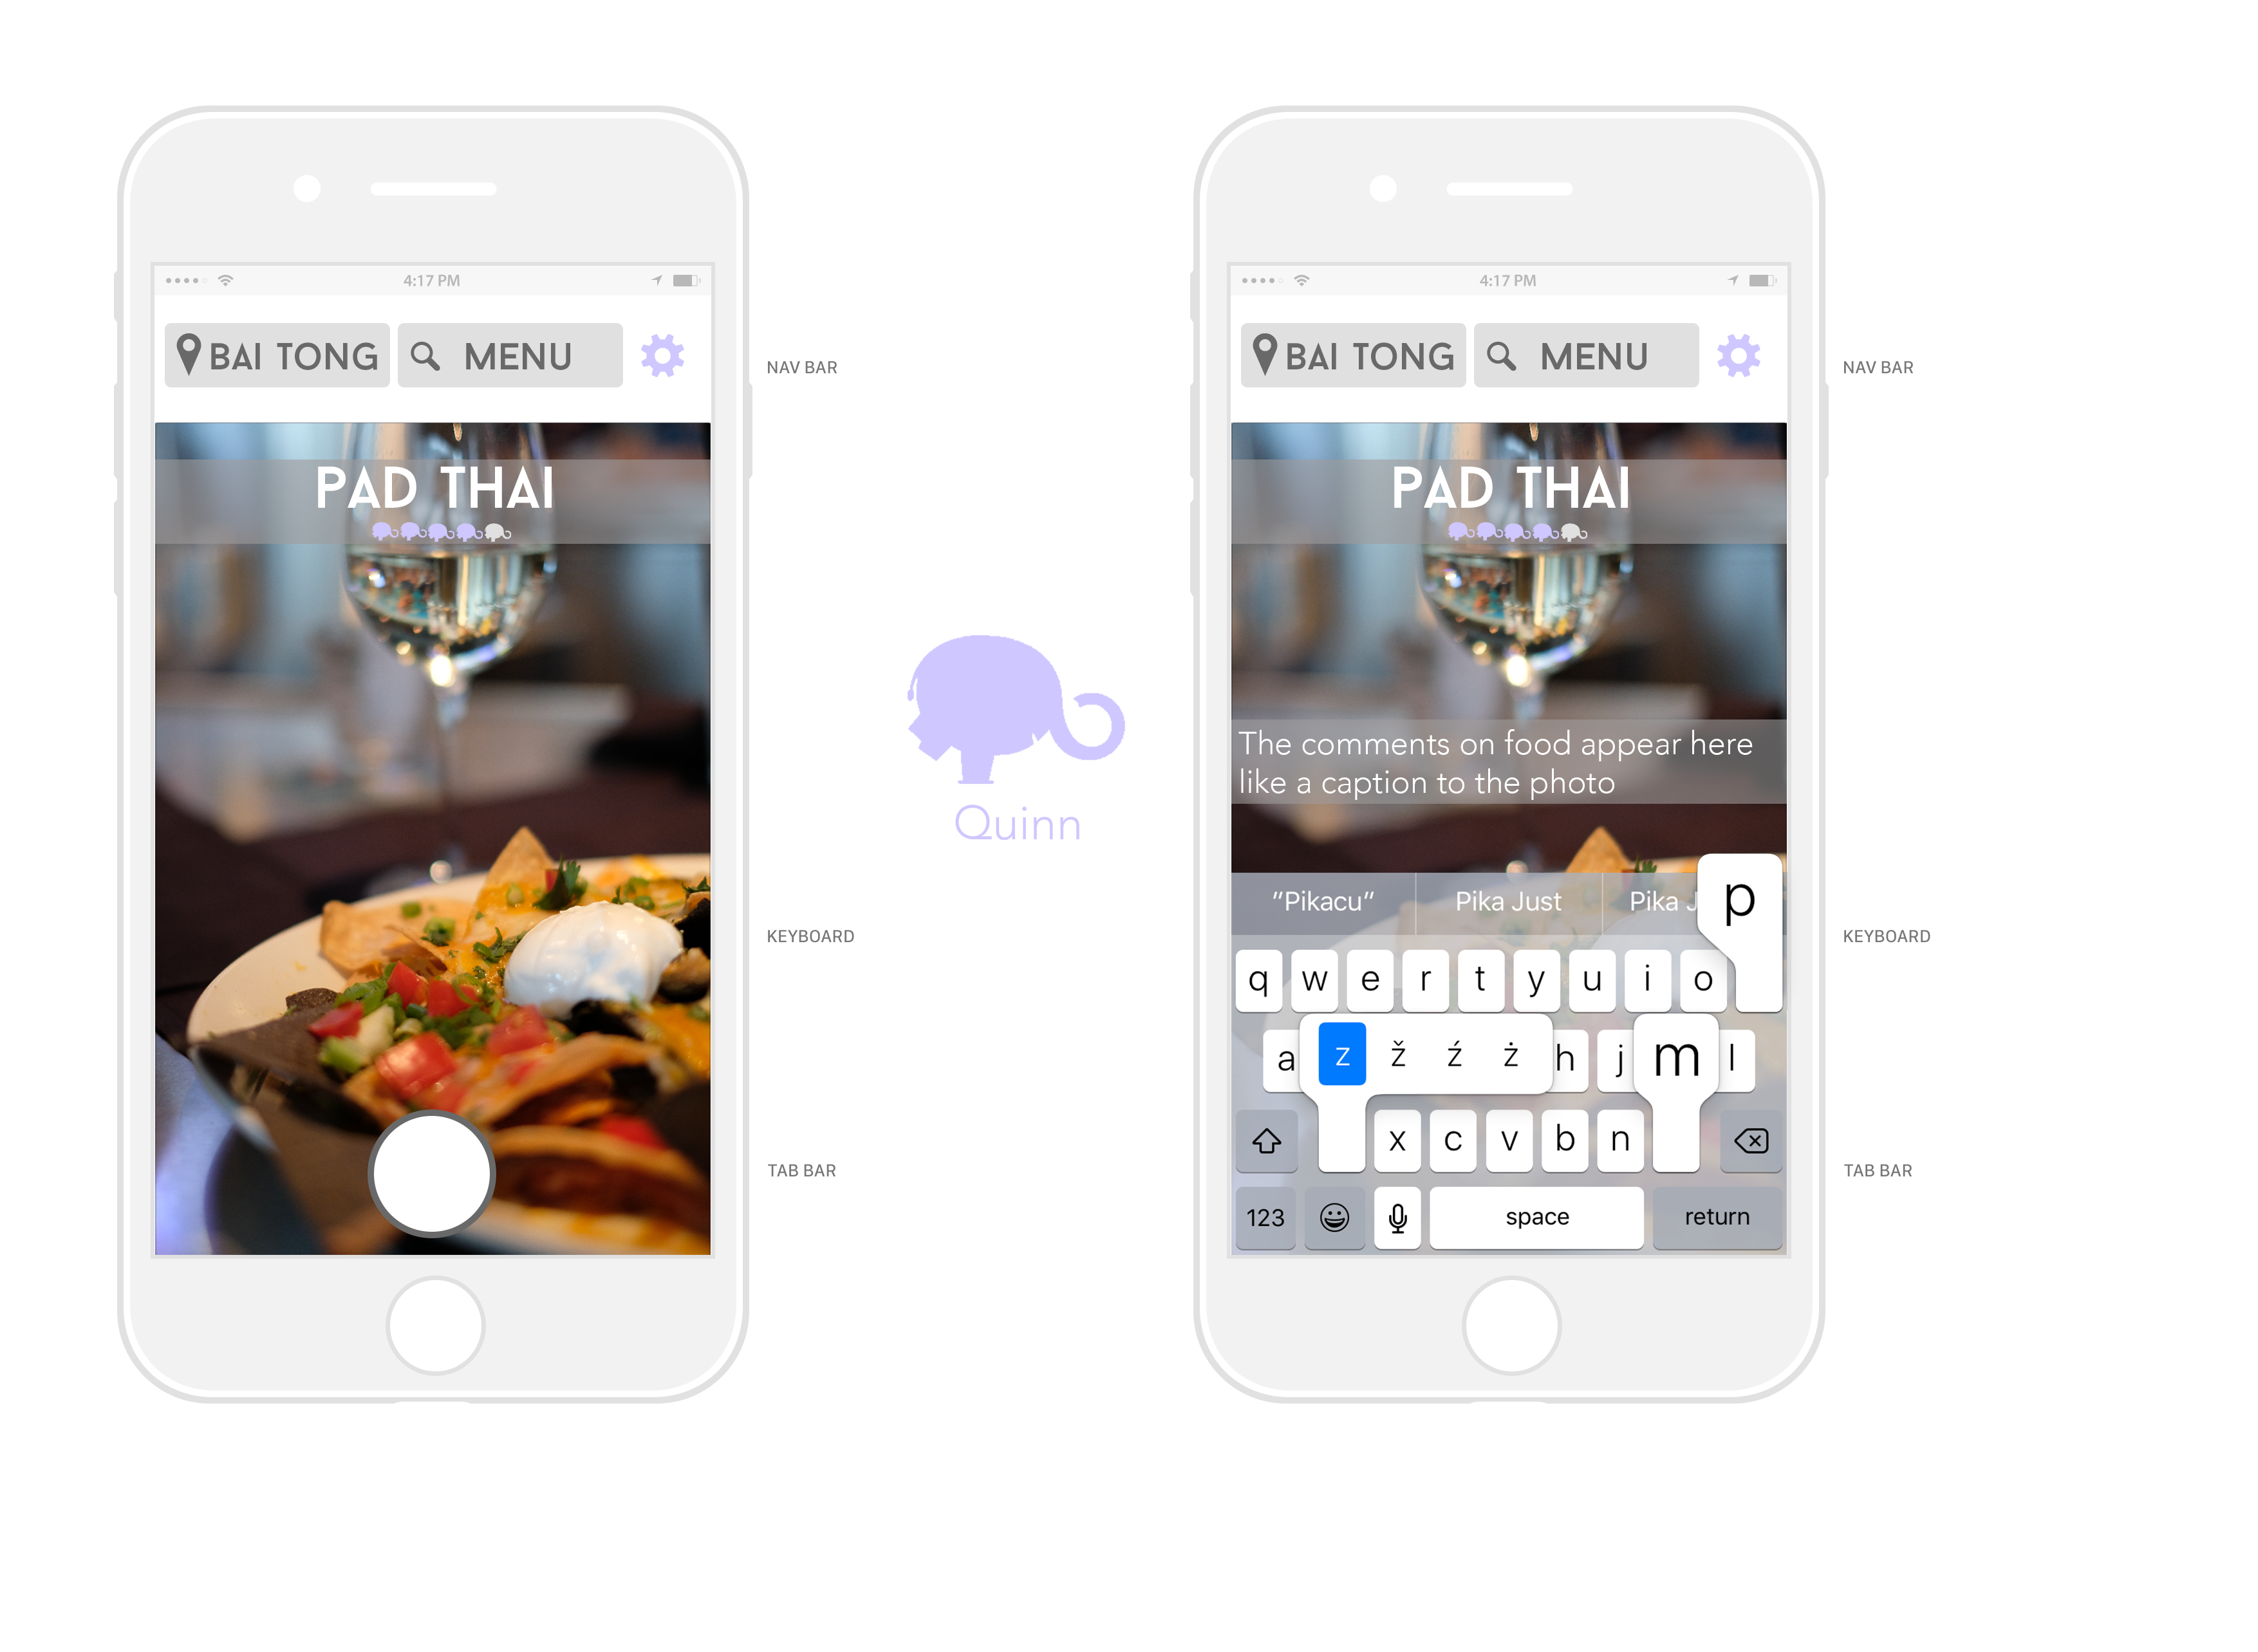 4:17 PM
BAI TONG
MENU
NAV BAR
PAD THAI
KEYBOARD
TAB BAR
Quinn
4:17 PM
BAI TONG
MENU
NAV BAR
PAD THAI
The comments on food appear here
like a caption to the photo
"Pikacu" Pika Just Pika J
p
q w e r t y u i o
KEYBOARD
a z ž ź ż h j m l
x c v b n
TAB BAR
123 space return